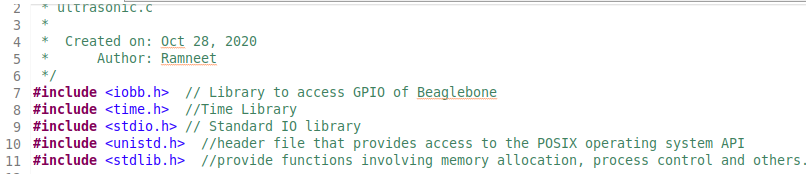 2 * ultrasonic.c
3 *
4 *  Created on: Oct 28, 2020
5 *      Author: Ramneet
6 */
7 #include <iobb.h>  // Library to access GPIO of Beaglebone
8 #include <time.h>  //Time Library
9 #include <stdio.h> // Standard IO library
10 #include <unistd.h>  //header file that provides access to the POSIX operating system API
11 #include <stdlib.h>  //provide functions involving memory allocation, process control and others.